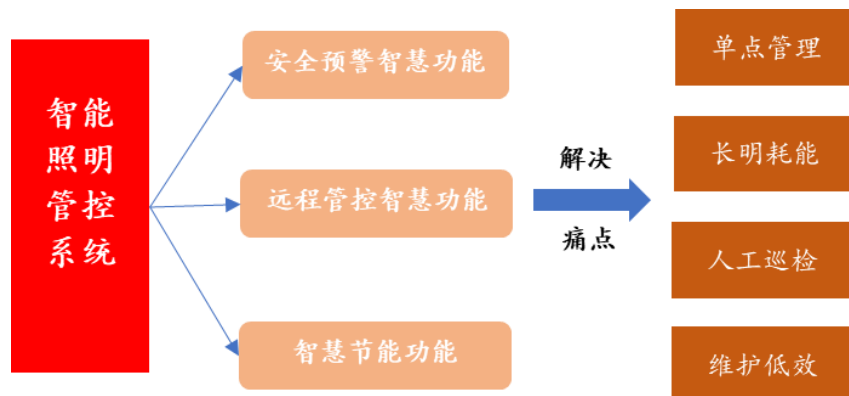 智能
照明
管控
系统
安全预警智慧功能
远程管控智慧功能
智慧节能功能
解决
痛点
单点管理
长明耗能
人工巡检
维护低效